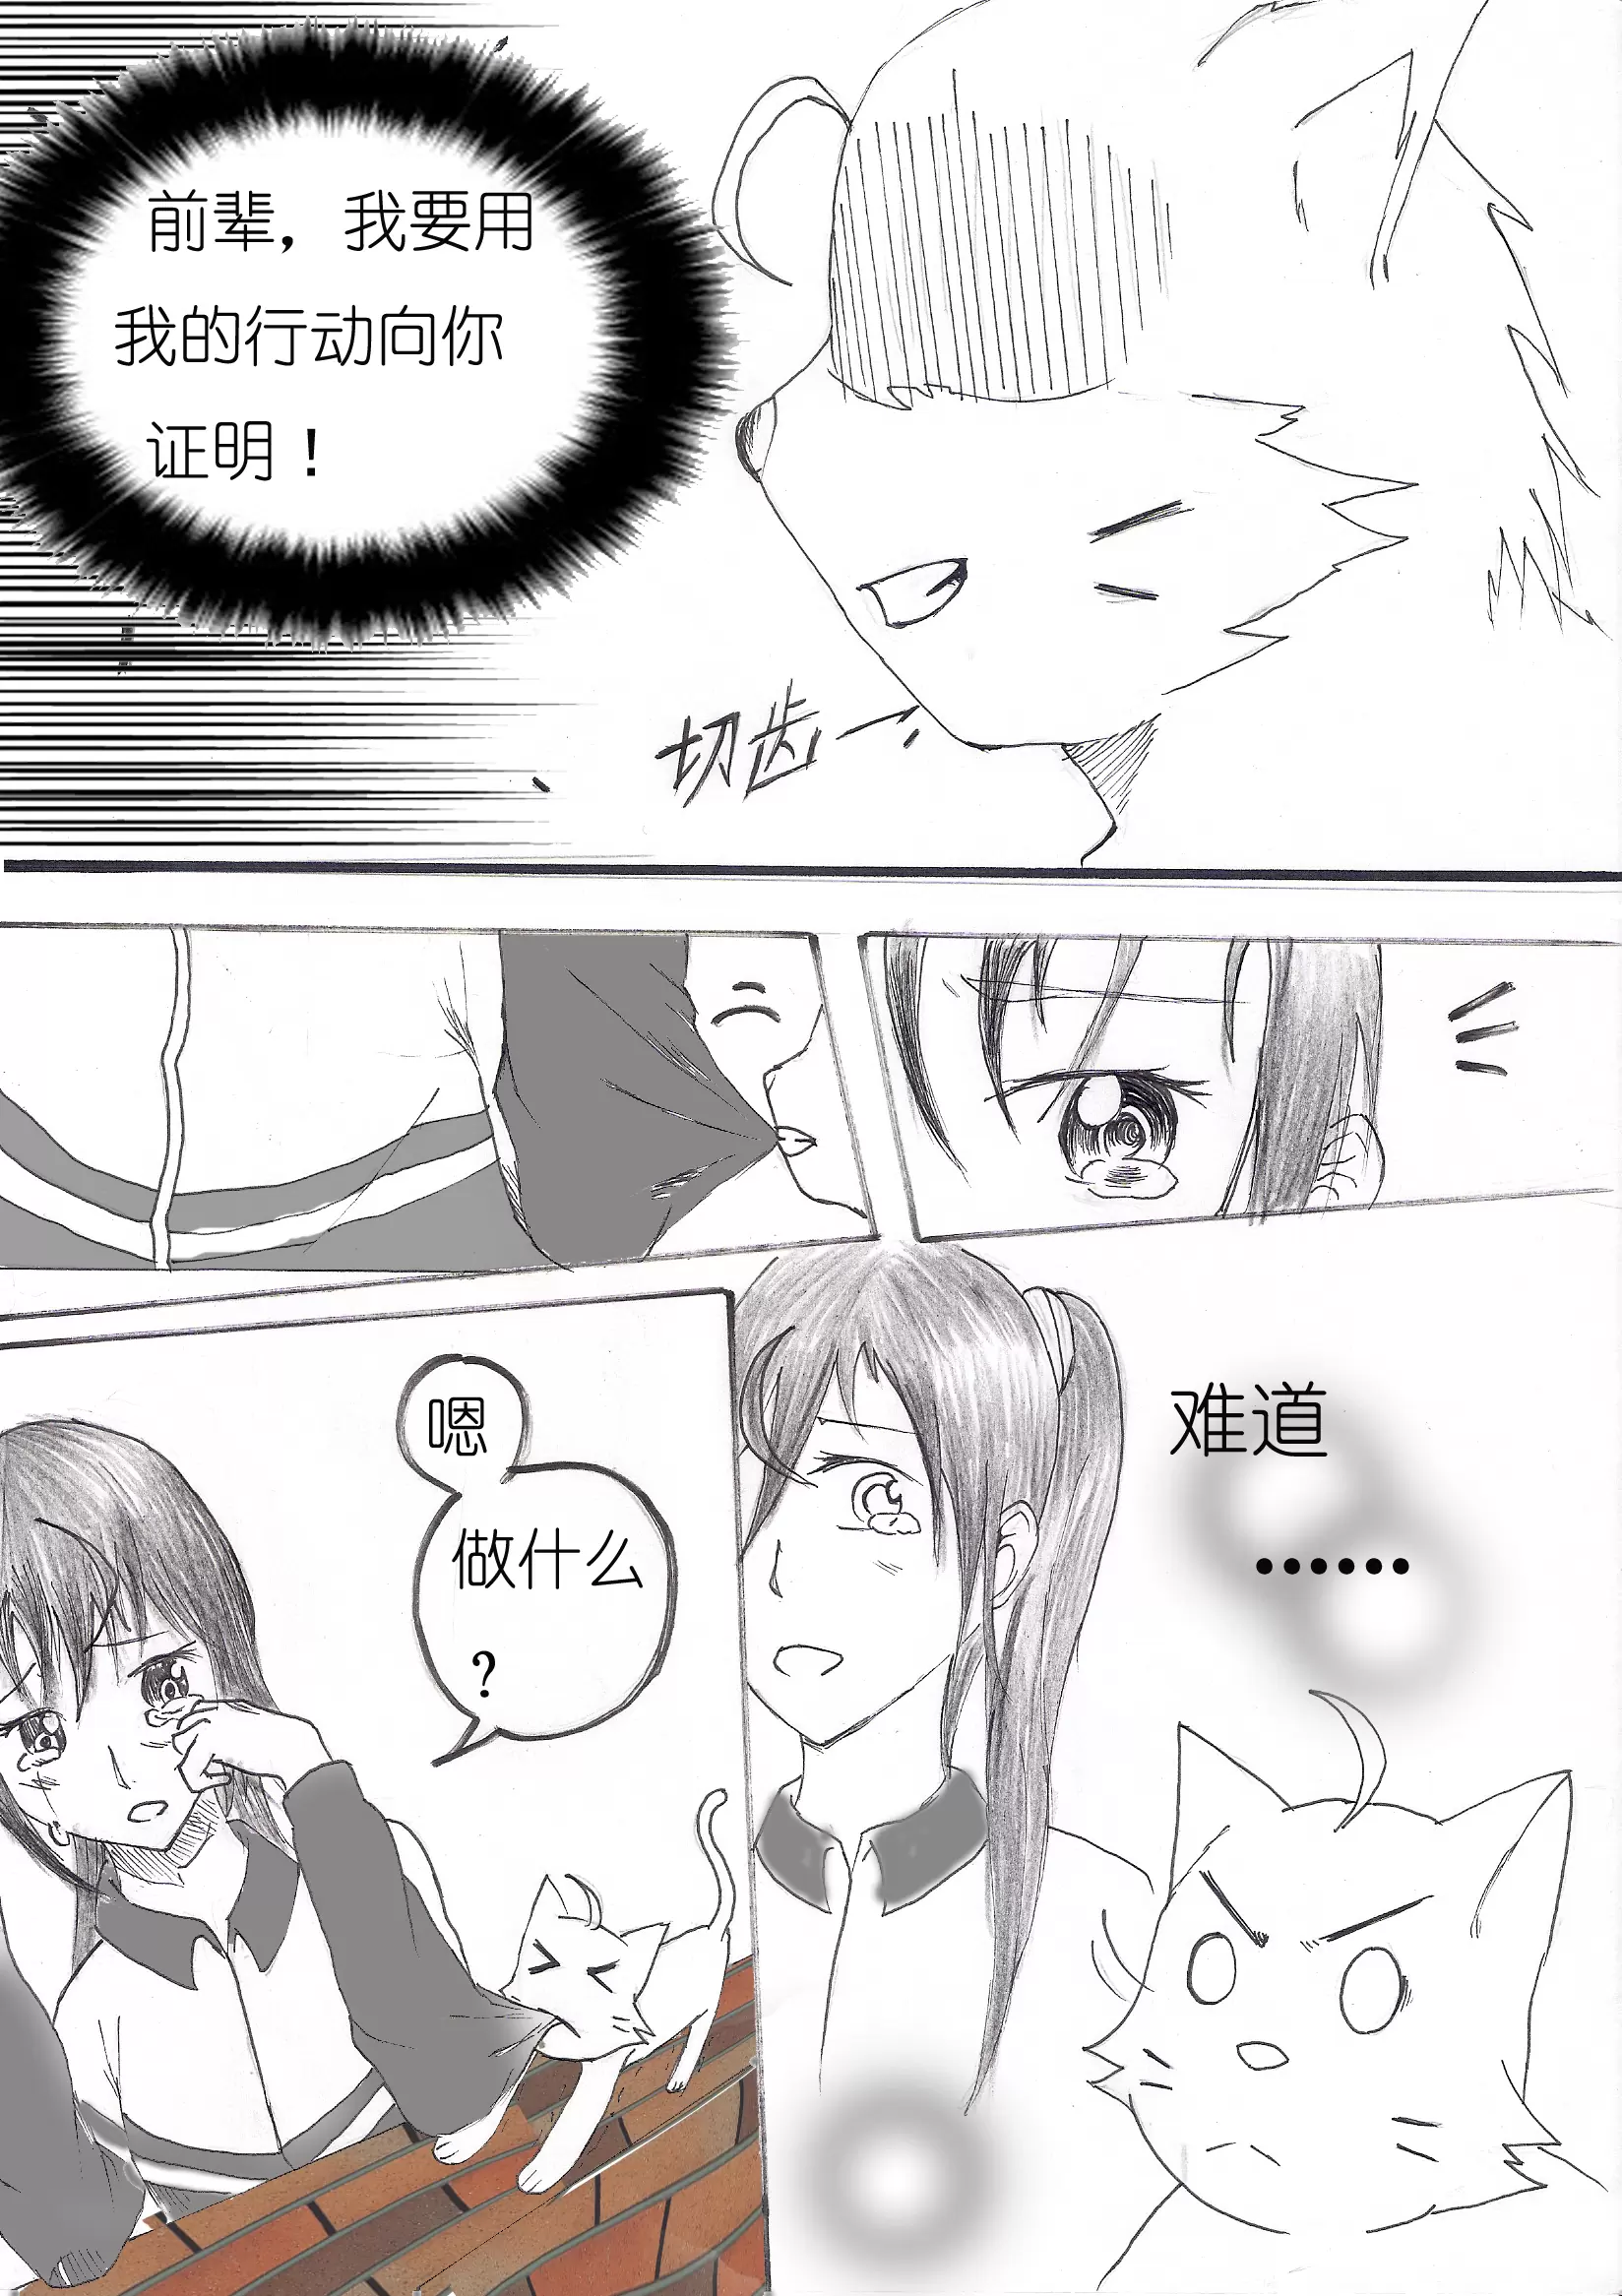 前辈，我要用
我的行动向你
证明！
切齿
嗯
做什么
？
难道
……